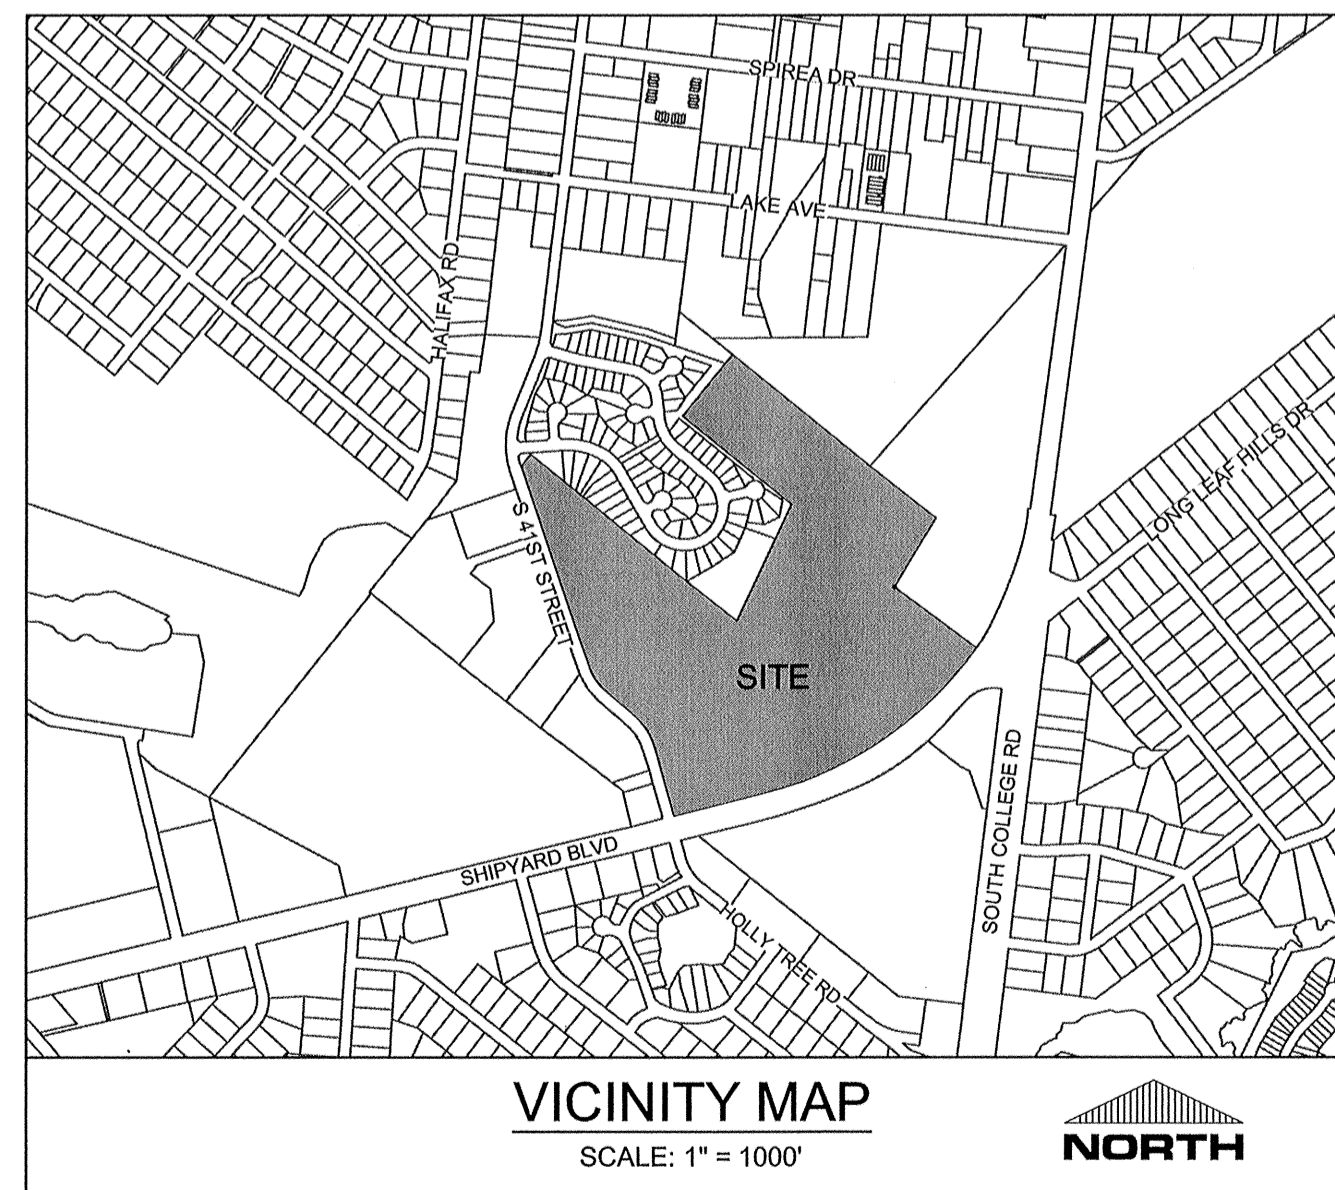 SPIREA DR
LAKE AVE
HALIFAX RD
LONG LEAF HILLS DR
S 41ST STREET
SITE
SOUTH COLLEGE RD
SHIPYARD BLVD
HOLLY TREE RD
VICINITY MAP
SCALE: 1" = 1000'
NORTH